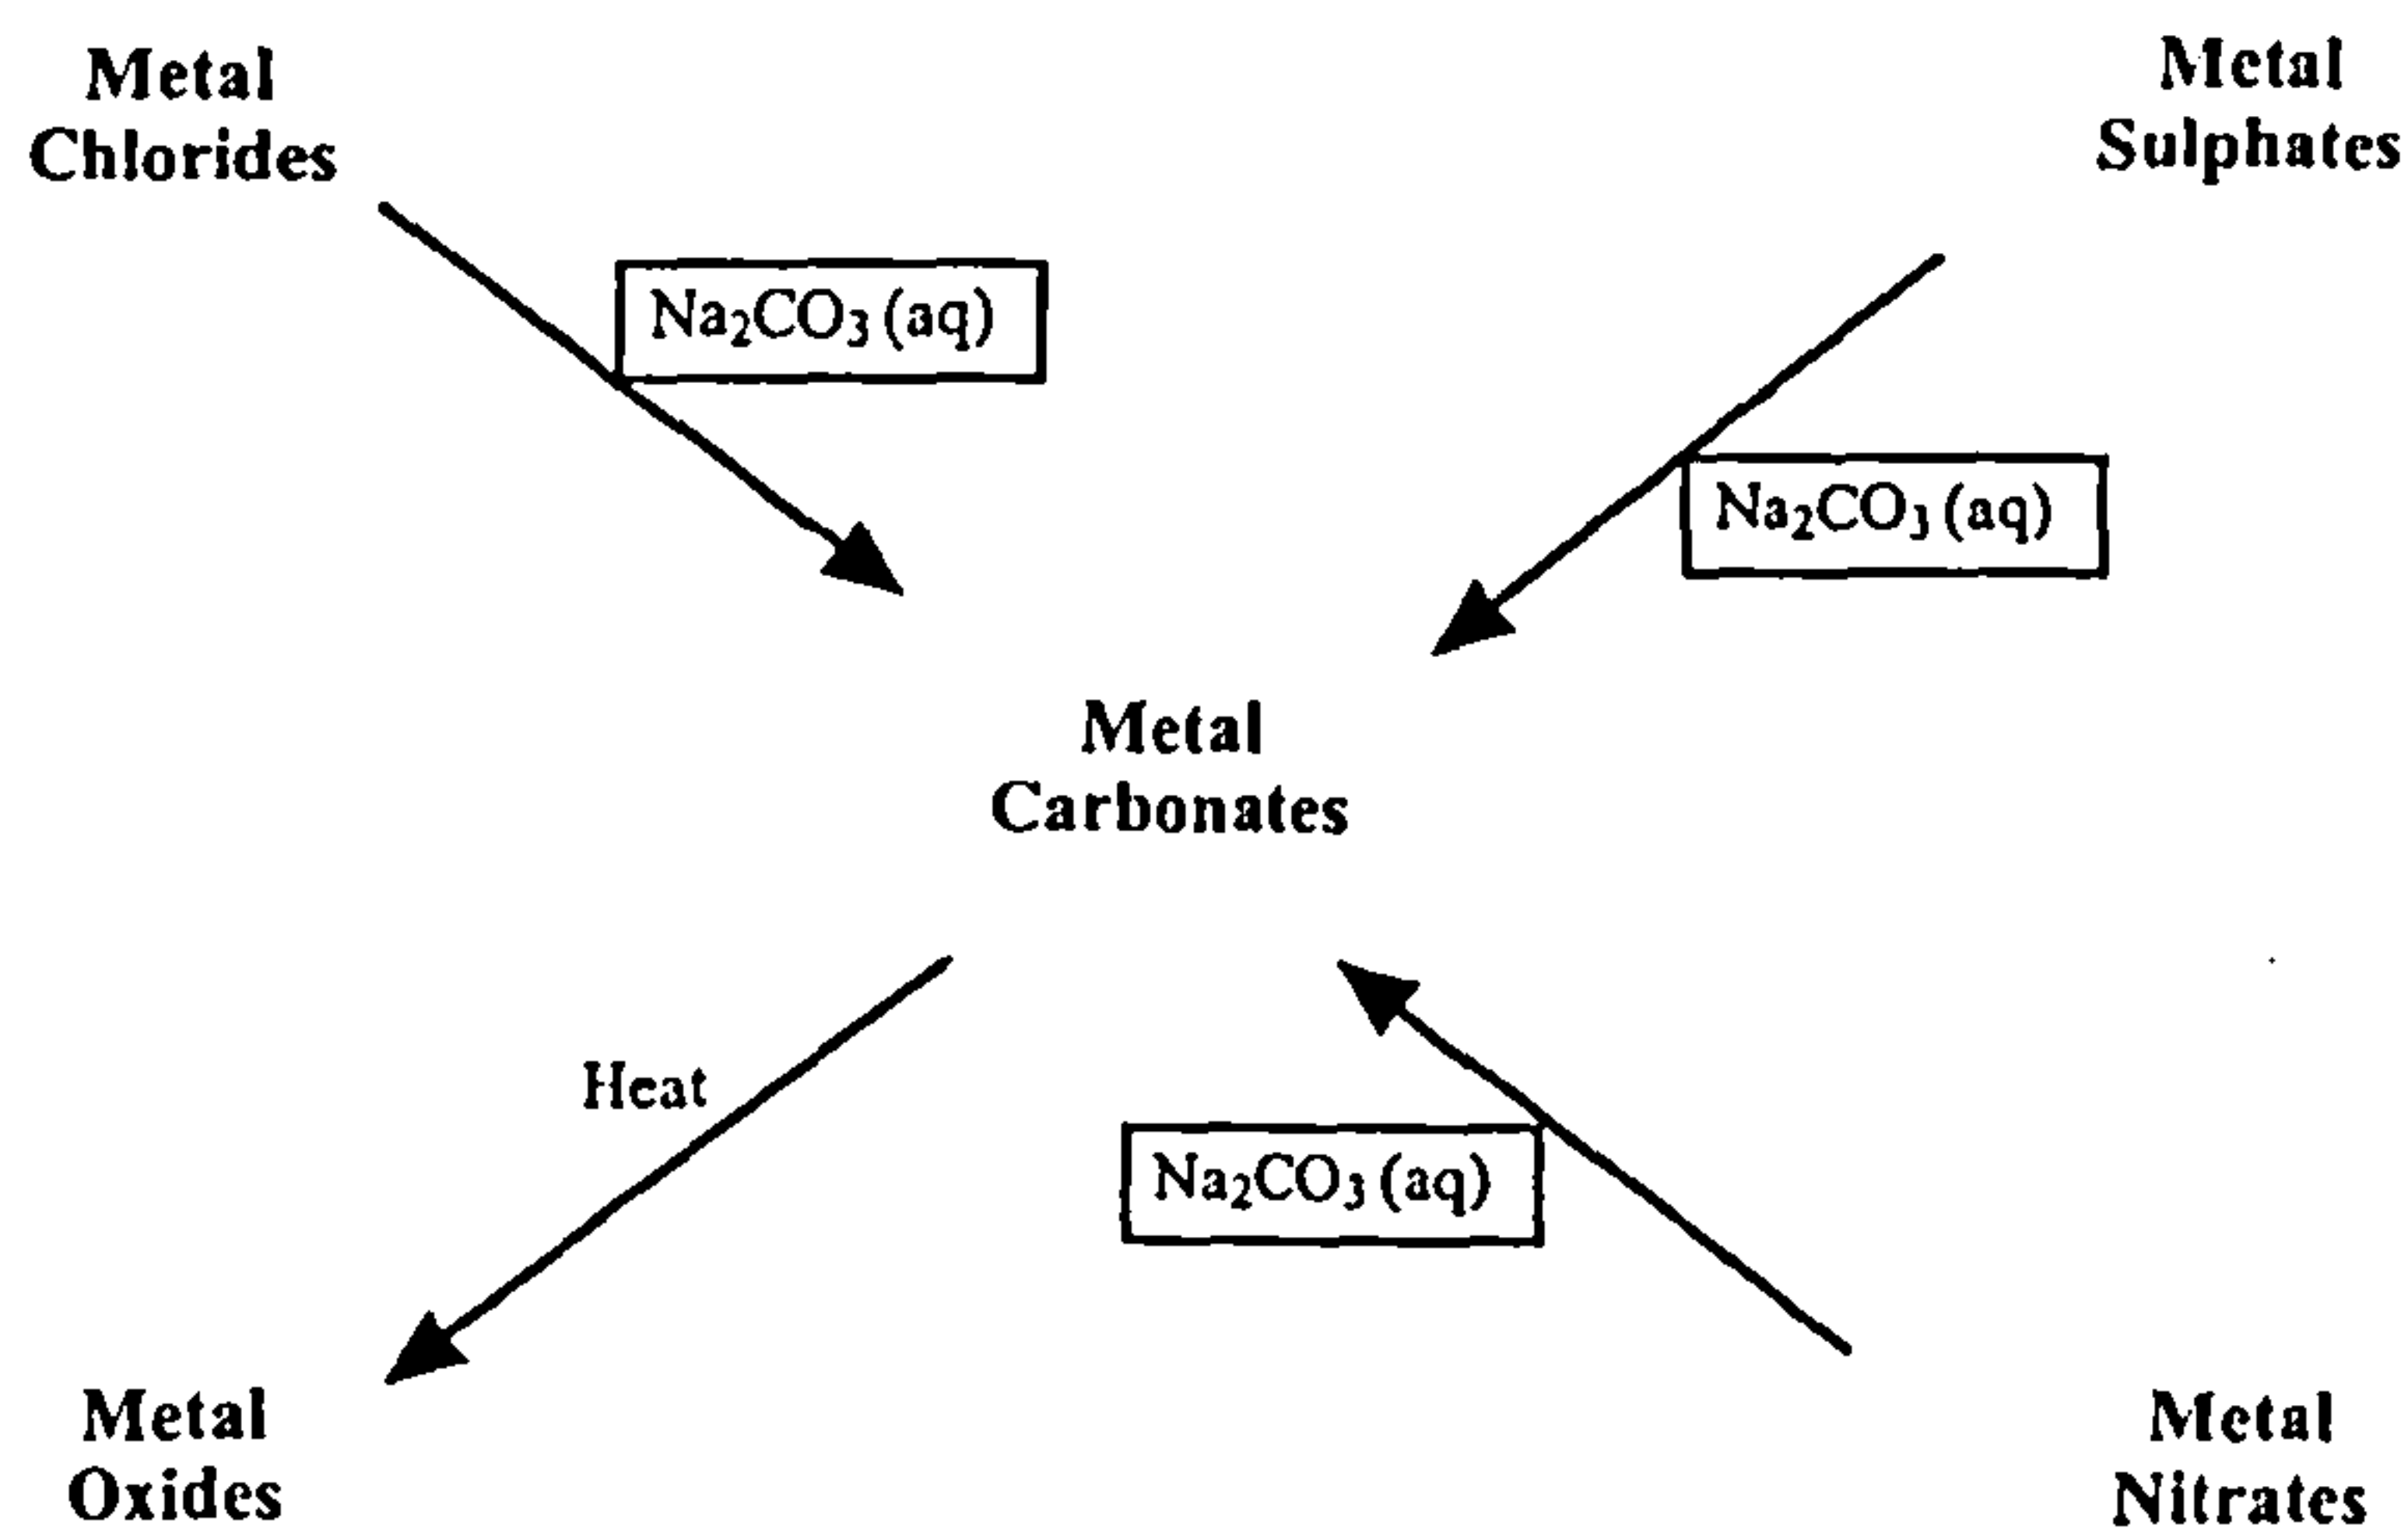 Metal
Chlorides
Metal
Sulphates
Na₂CO₃ (aq)
Na₂CO₃ (aq)
Metal
Carbonates
Heat
Na₂CO₃ (aq)
Metal
Oxides
Metal
Nitrates